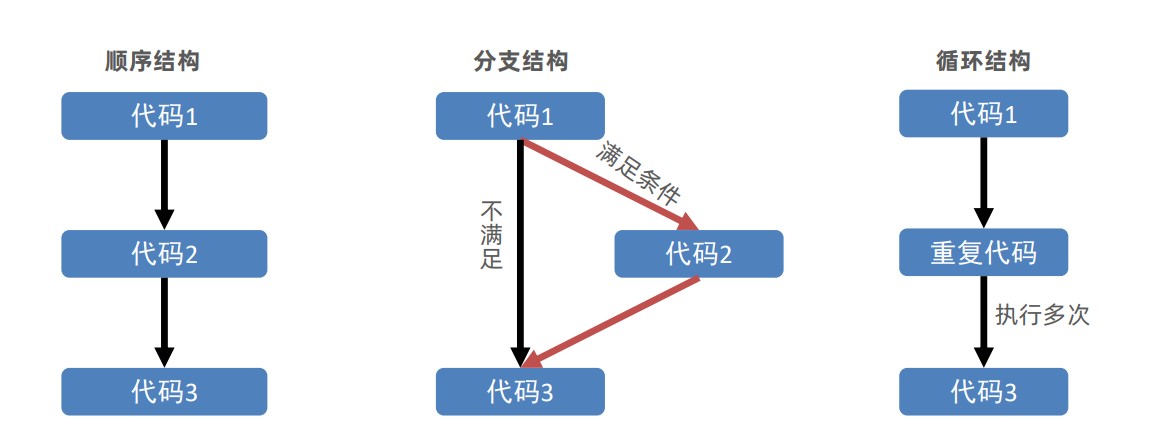 顺序结构
代码1
代码2
代码3
分支结构
代码1
满足条件
不满足
代码2
代码3
循环结构
代码1
重复代码
执行多次
代码3